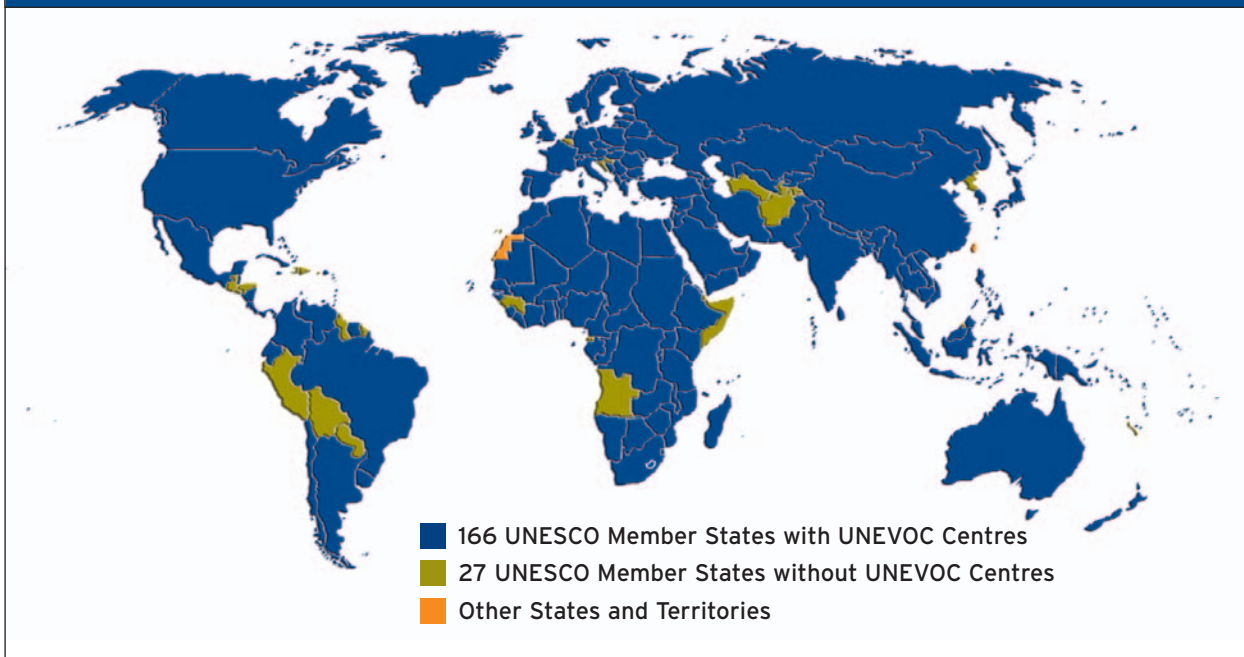 166 UNESCO Member States with UNEVOC Centres
27 UNESCO Member States without UNEVOC Centres
Other States and Territories